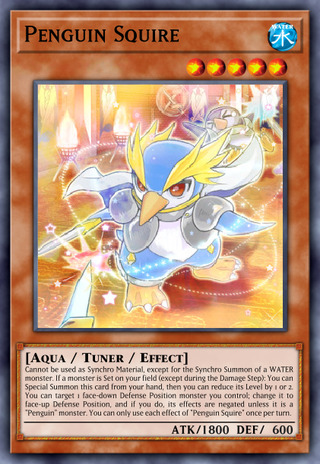 PENGUIN SQUIRE
WATER
水
[AQUA / TUNER / EFFECT]
Cannot be used as Synchro Material, except for the Synchro Summon of a WATER
monster. If a monster is Set on your field (except during the Damage Step): You can
Special Summon this card from your hand, then you can reduce its Level by 1 or 2.
You can target 1 face-down Defense Position monster you control; change it to
face-up Defense Position, and if you do, its effects are negated unless it is a
"Penguin" monster. You can only use each effect of "Penguin Squire" once per turn.
ATK/1800 DEF/ 600